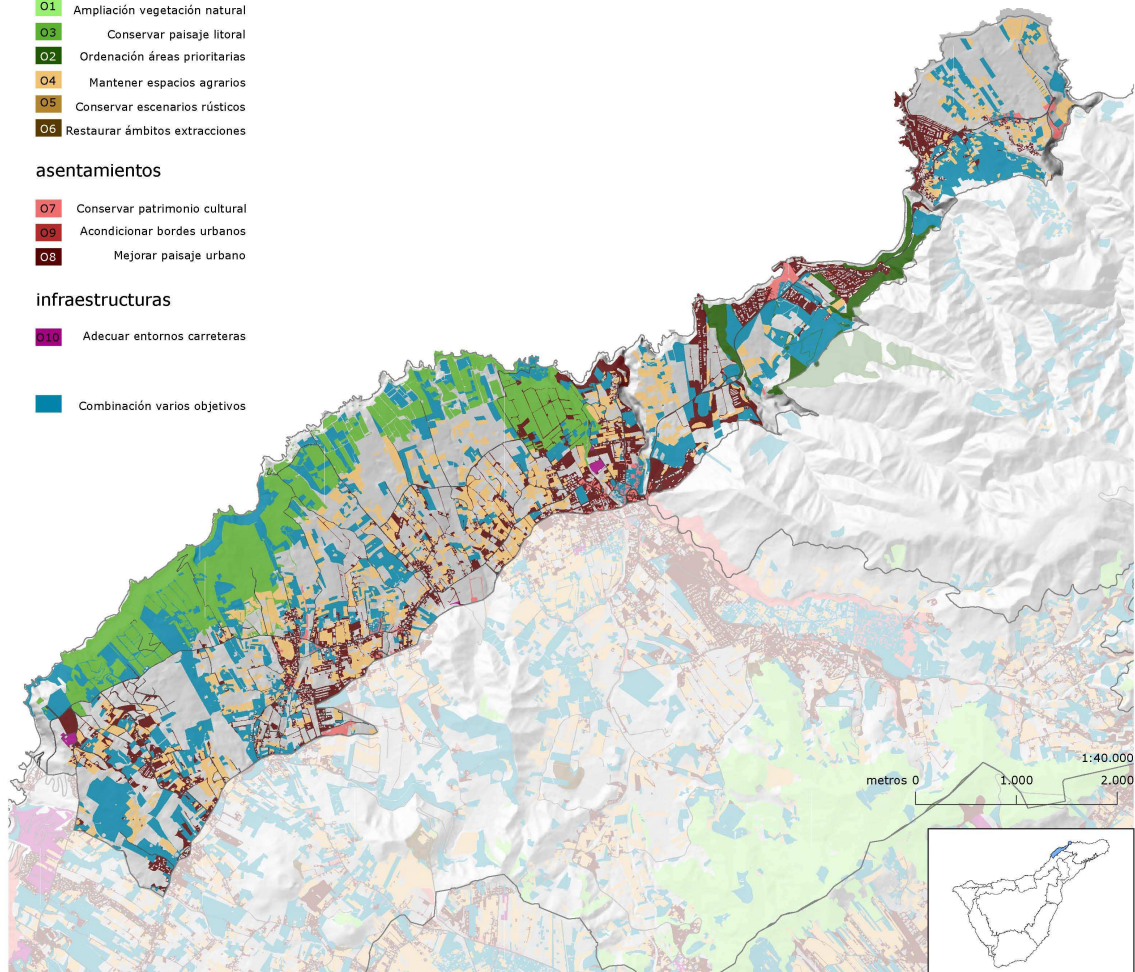 O1 Ampliación vegetación natural
O3 Conservar paisaje litoral
O2 Ordenación áreas prioritarias
O4 Mantener espacios agrarios
O5 Conservar escenarios rústicos
O6 Restaurar ámbitos extracciones
asentamientos
O7 Conservar patrimonio cultural
O9 Acondicionar bordes urbanos
O8 Mejorar paisaje urbano
infraestructuras
O10 Adecuar entornos carreteras
Combinación varios objetivos
1:40.000
metros 0 1.000 2.000